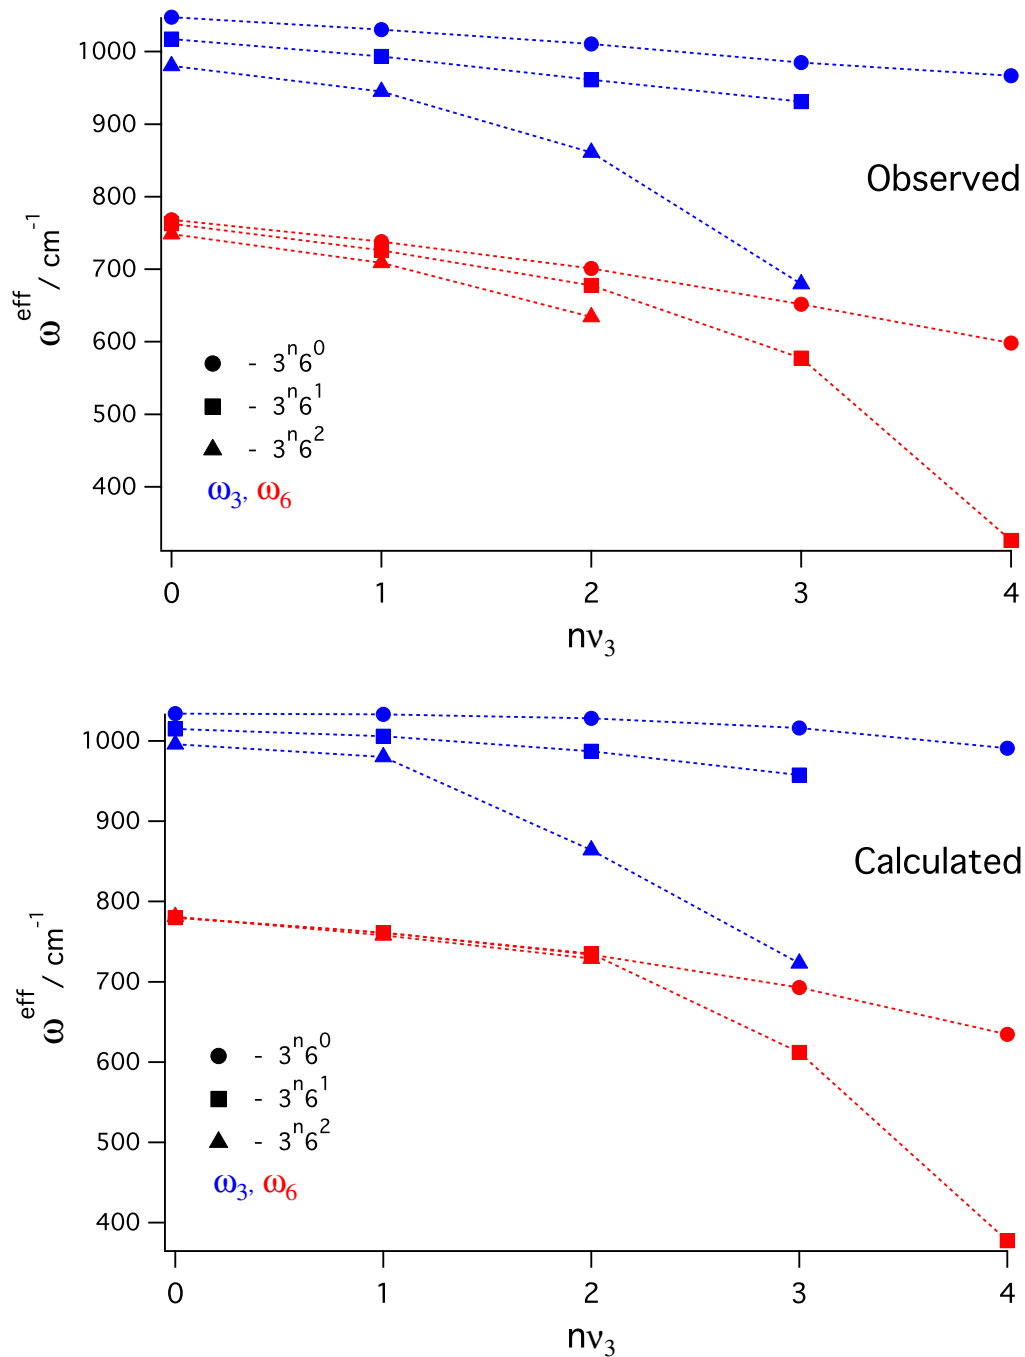 1000
900
800
700
600
500
400
ω^eff / cm^-1
Observed
- 3^n6^0
- 3^n6^1
- 3^n6^2
ω₃, ω₆
0 1 2 3 4
nν₃
1000
900
800
700
600
500
400
ω^eff / cm^-1
Calculated
- 3^n6^0
- 3^n6^1
- 3^n6^2
ω₃, ω₆
0 1 2 3 4
nν₃